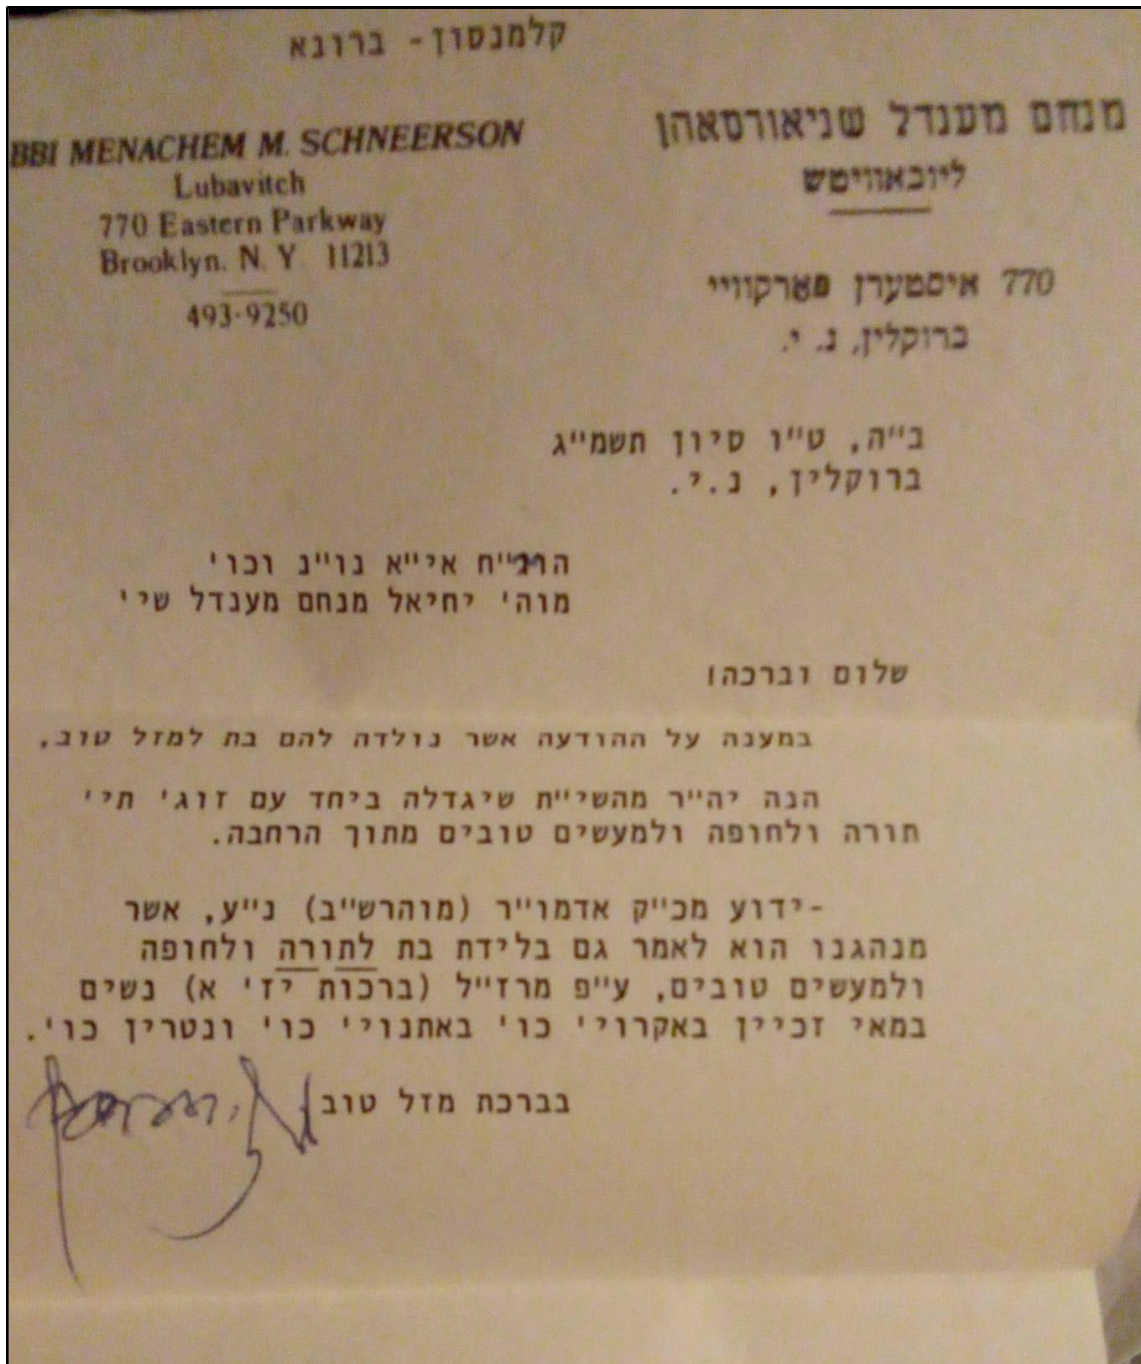 קלמנסון- ברונא
BBI MENACHEM M. SCHNEERSON
Lubavitch
770 Eastern Parkway
Brooklyn. N. Y 11213
493-9250
מנחם מענדל שניאורסאהן
ליובאוויטש
770 איסטערן פארקוויי
ברוקלין, נ. י.
ב"ה, ט"ו סיון תשמ"ג
ברוקלין, נ.י.
אי"א נו"נ וכו'
מוה' יחיאל מנחם מענדל שי'
שלום וברכה!
במענה על ההודעה אשר נולדה להם בת למזל טוב,
הנה יה"ר מהשי"ת שיגדלה ביחד עם זוג' תי'
תורה ולחופה ולמעשים טובים מתוך הרחבה.
-ידוע מכ"ק אדמו"ר (מוהרש"ב) נ"ע, אשר
מנהגנו הוא לאמר גם בלידת בת לתורה ולחופה
ולמעשים טובים, ע"פ מרז"ל (ברכות יז' א) נשים
במאי זכיין באקרויי כו' באתנויי כו' ונטרין כו'.
בברכת מזל טוב